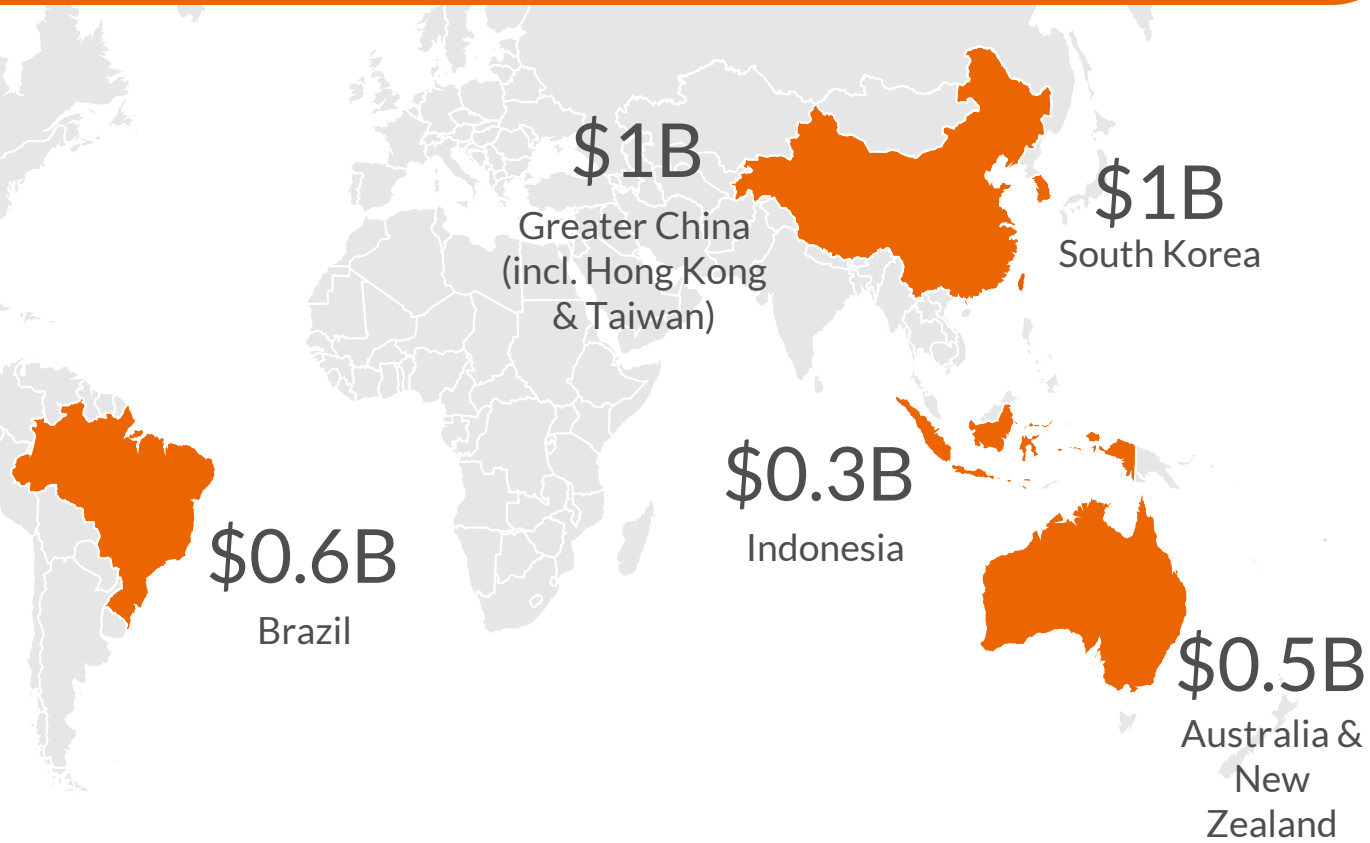 $1B
Greater China
(incl. Hong Kong
& Taiwan)
$1B
South Korea
$0.3B
Indonesia
$0.6B
Brazil
$0.5B
Australia &
New
Zealand